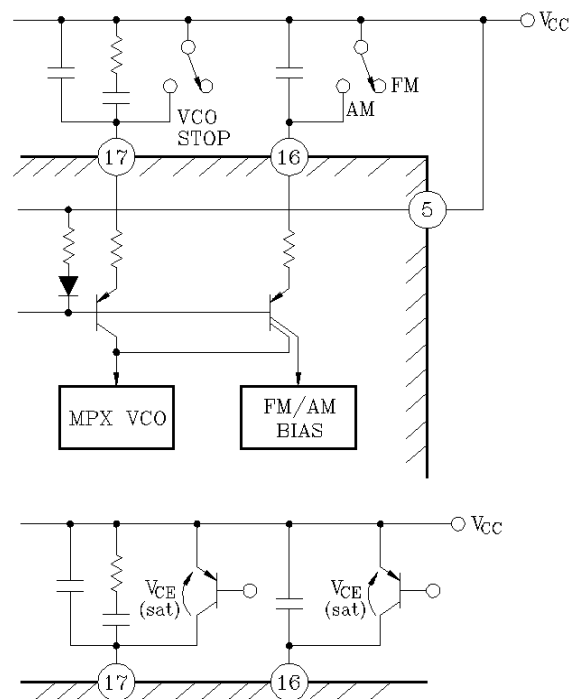 VCC
FM
AM
VCO
STOP
17
16
5
MPX VCO
FM/AM
BIAS
VCC
VCE
(sat)
VCE
(sat)
17
16